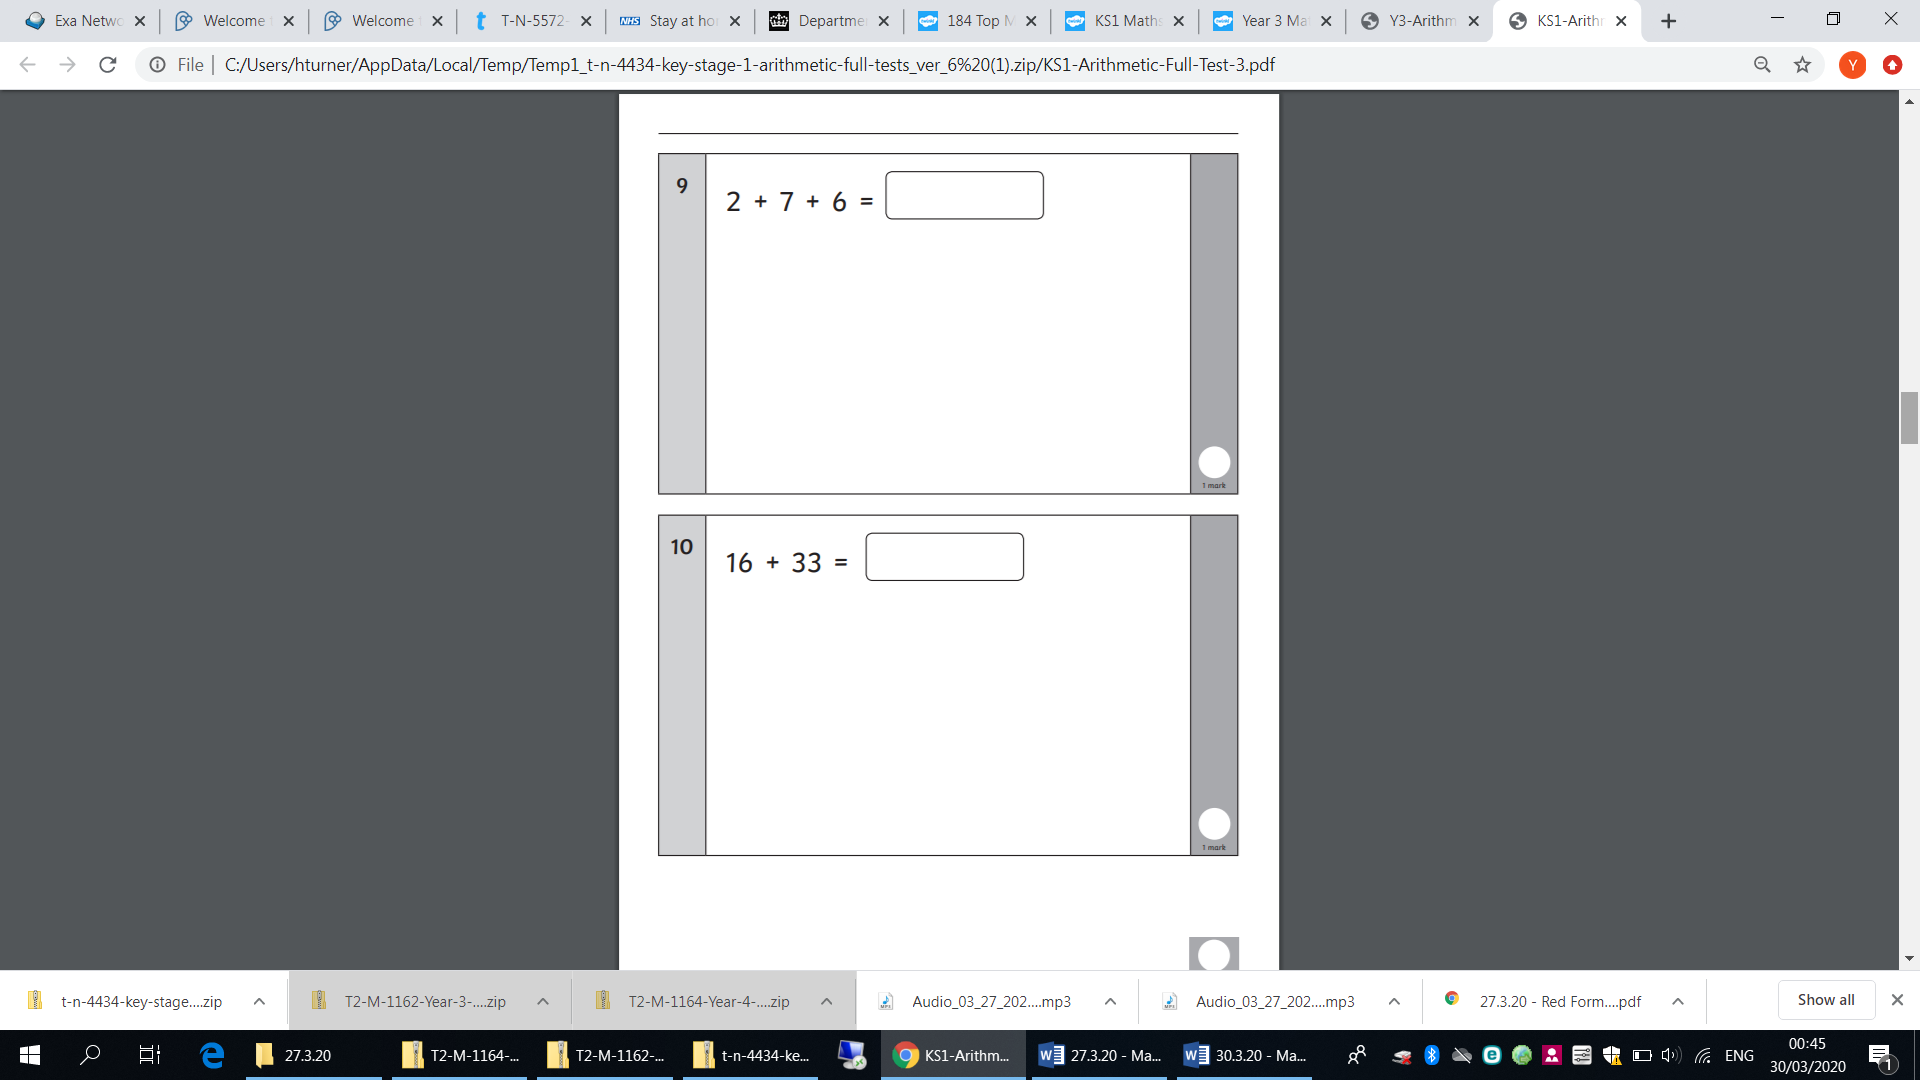 Exa Netwo
Welcome
Welcome
T-N-5572-
NHS Stay at ho
Departme
184 Top M
KS1 Maths
Year 3 Ma
Y3-Arithm
KS1-Arith
File C:/Users/hturner/AppData/Local/Temp/Temp1_t-n-4434-key-stage-1-arithmetic-full-tests_ver_6%20(1).zip/KS1-Arithmetic-Full-Test-3.pdf
Y
9
2 + 7 + 6 =
1 mark
10
16 + 33 =
1 mark
t-n-4434-key-stage....zip
T2-M-1162-Year-3-....zip
T2-M-1164-Year-4-....zip
Audio_03_27_202....mp3
Audio_03_27_202....mp3
27.3.20 - Red Form....pdf
Show all
27.3.20
T2-M-1164-...
T2-M-1162-...
t-n-4434-ke...
KS1-Arithm...
27.3.20 - Ma...
30.3.20 - Ma...
ENG
00:45
30/03/2020
1